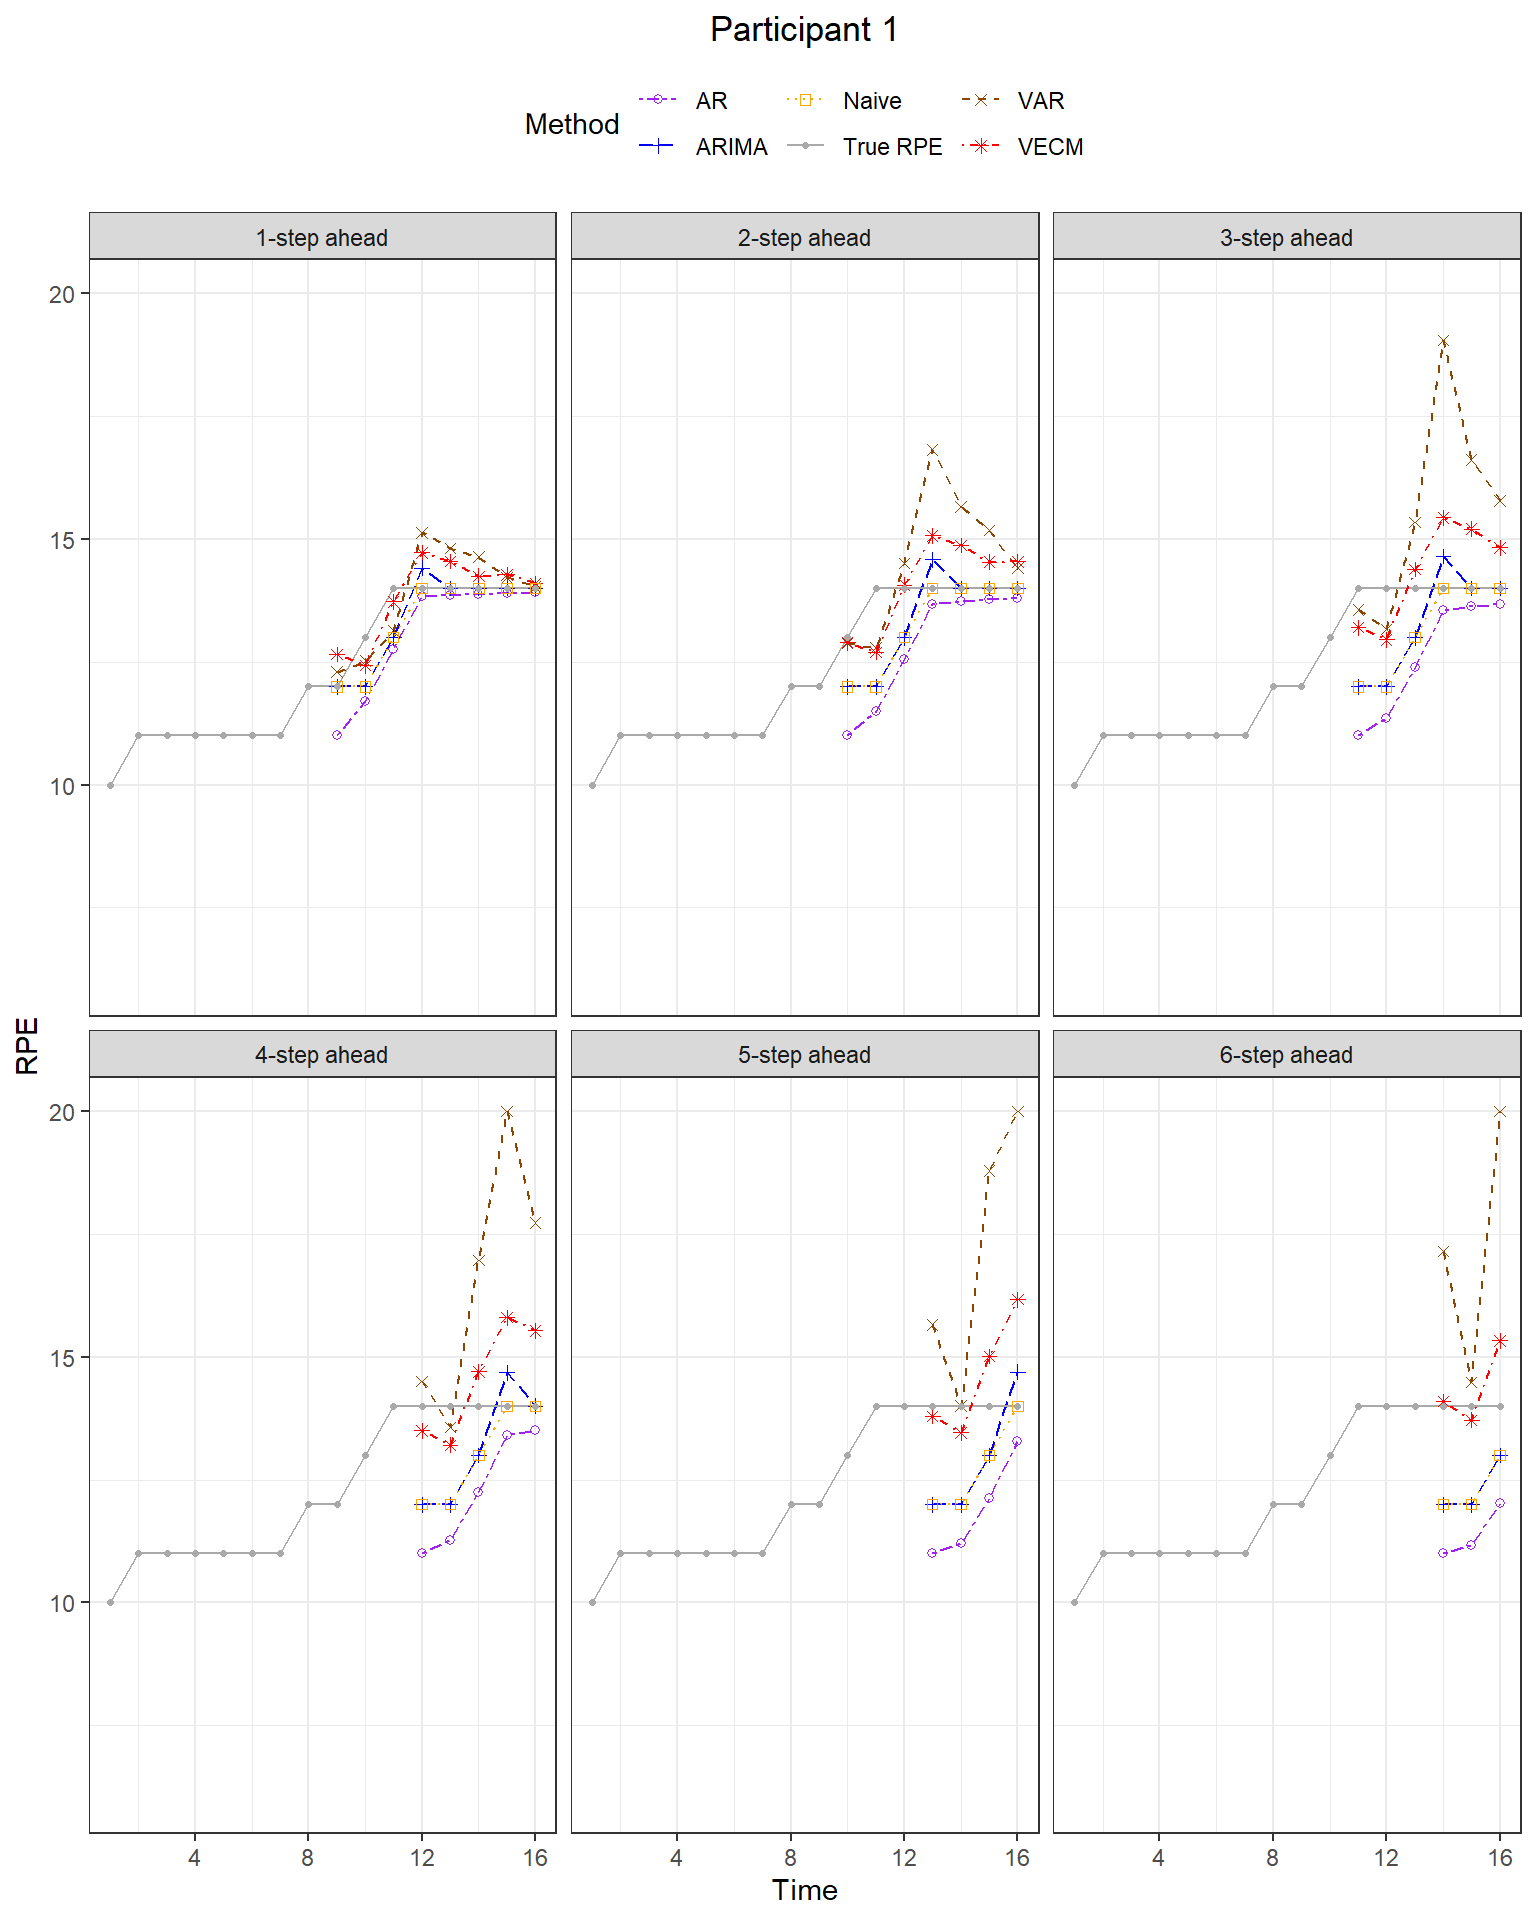 Participant 1
Method
AR
Naive
VAR
ARIMA
True RPE
VECM
1-step ahead
2-step ahead
3-step ahead
20
15
10
RPE
4-step ahead
5-step ahead
6-step ahead
20
15
10
4 8 12 16
4 8 12 16
4 8 12 16
Time